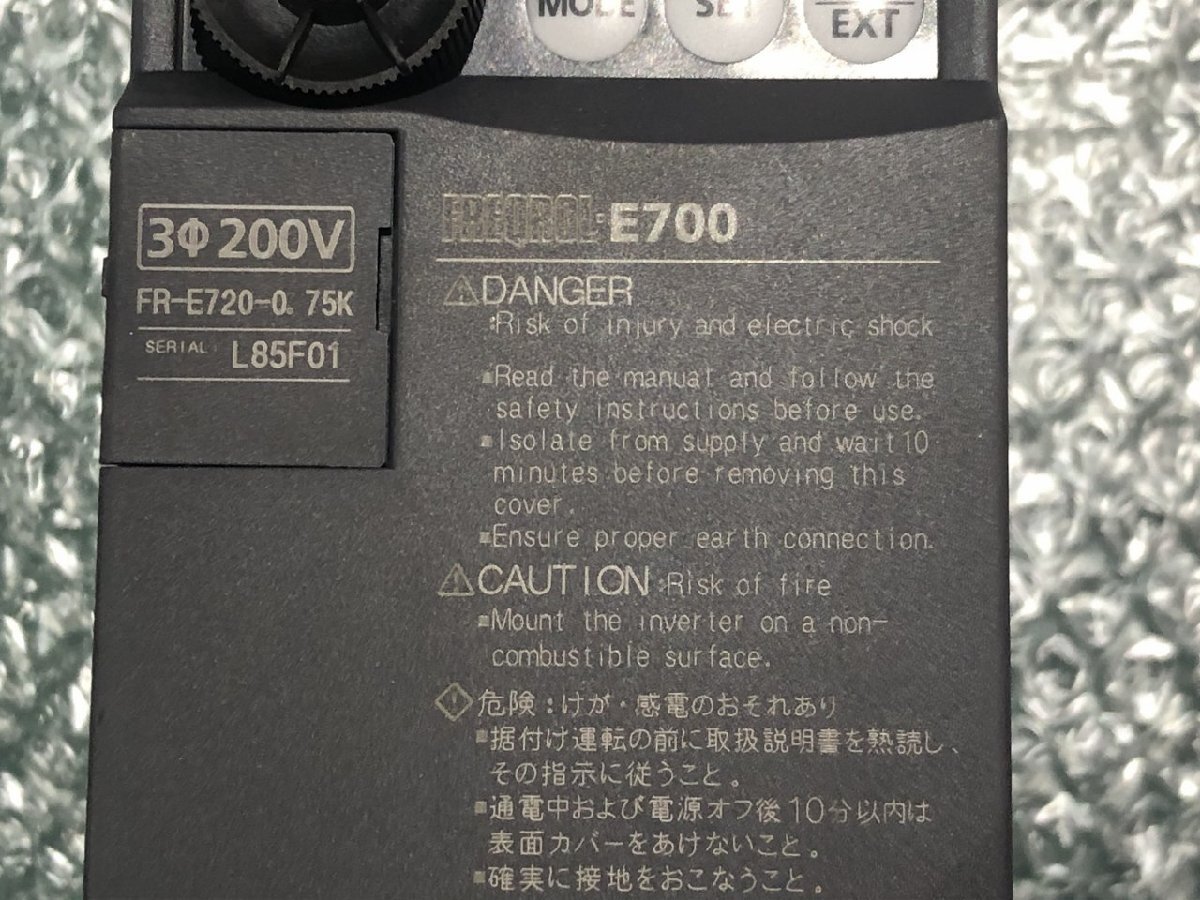 MODE
SET
EXT
3Φ200V
FR-E720-0.75K
SERIAL: L85F01
FREQROL-E700
⚠DANGER
:Risk of injury and electric shock
▪Read the manual and follow the
safety instructions before use.
▪Isolate from supply and wait 10
minutes before removing this
cover.
▪Ensure proper earth connection.
⚠CAUTION :Risk of fire
▪Mount the inverter on a non-
combustible surface.
危険：けが・感電のおそれあり
▪据付け運転の前に取扱説明書を熟読し、
その指示に従うこと。
▪通電中および電源オフ後10分以内は
表面カバーをあけないこと。
▪確実に接地をおこなうこと。